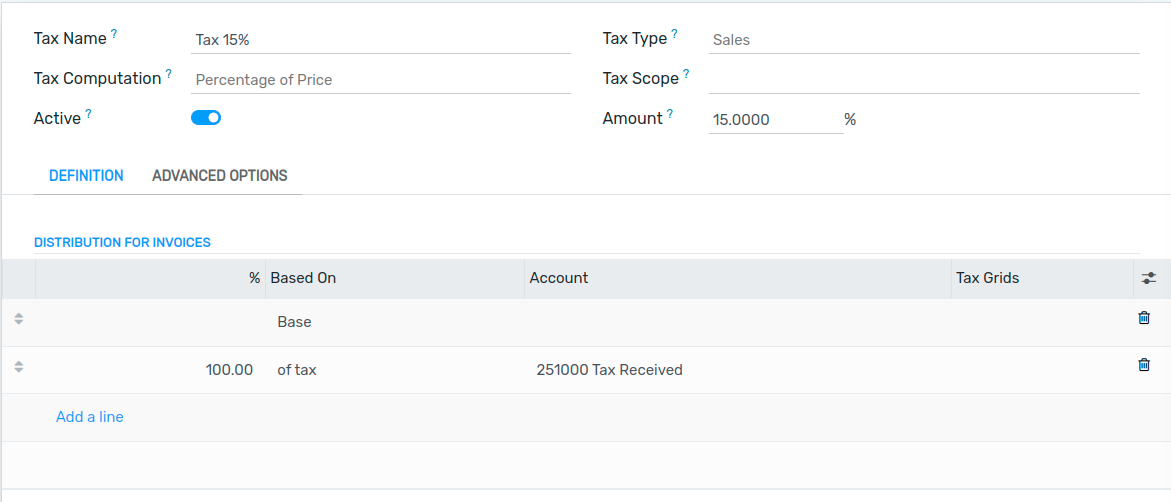 Tax Name ? Tax 15% Tax Type ? Sales
Tax Computation ? Percentage of Price Tax Scope ?
Active ? Amount ? 15.0000 %
DEFINITION ADVANCED OPTIONS
DISTRIBUTION FOR INVOICES
% Based On Account Tax Grids
Base
100.00 of tax 251000 Tax Received
Add a line